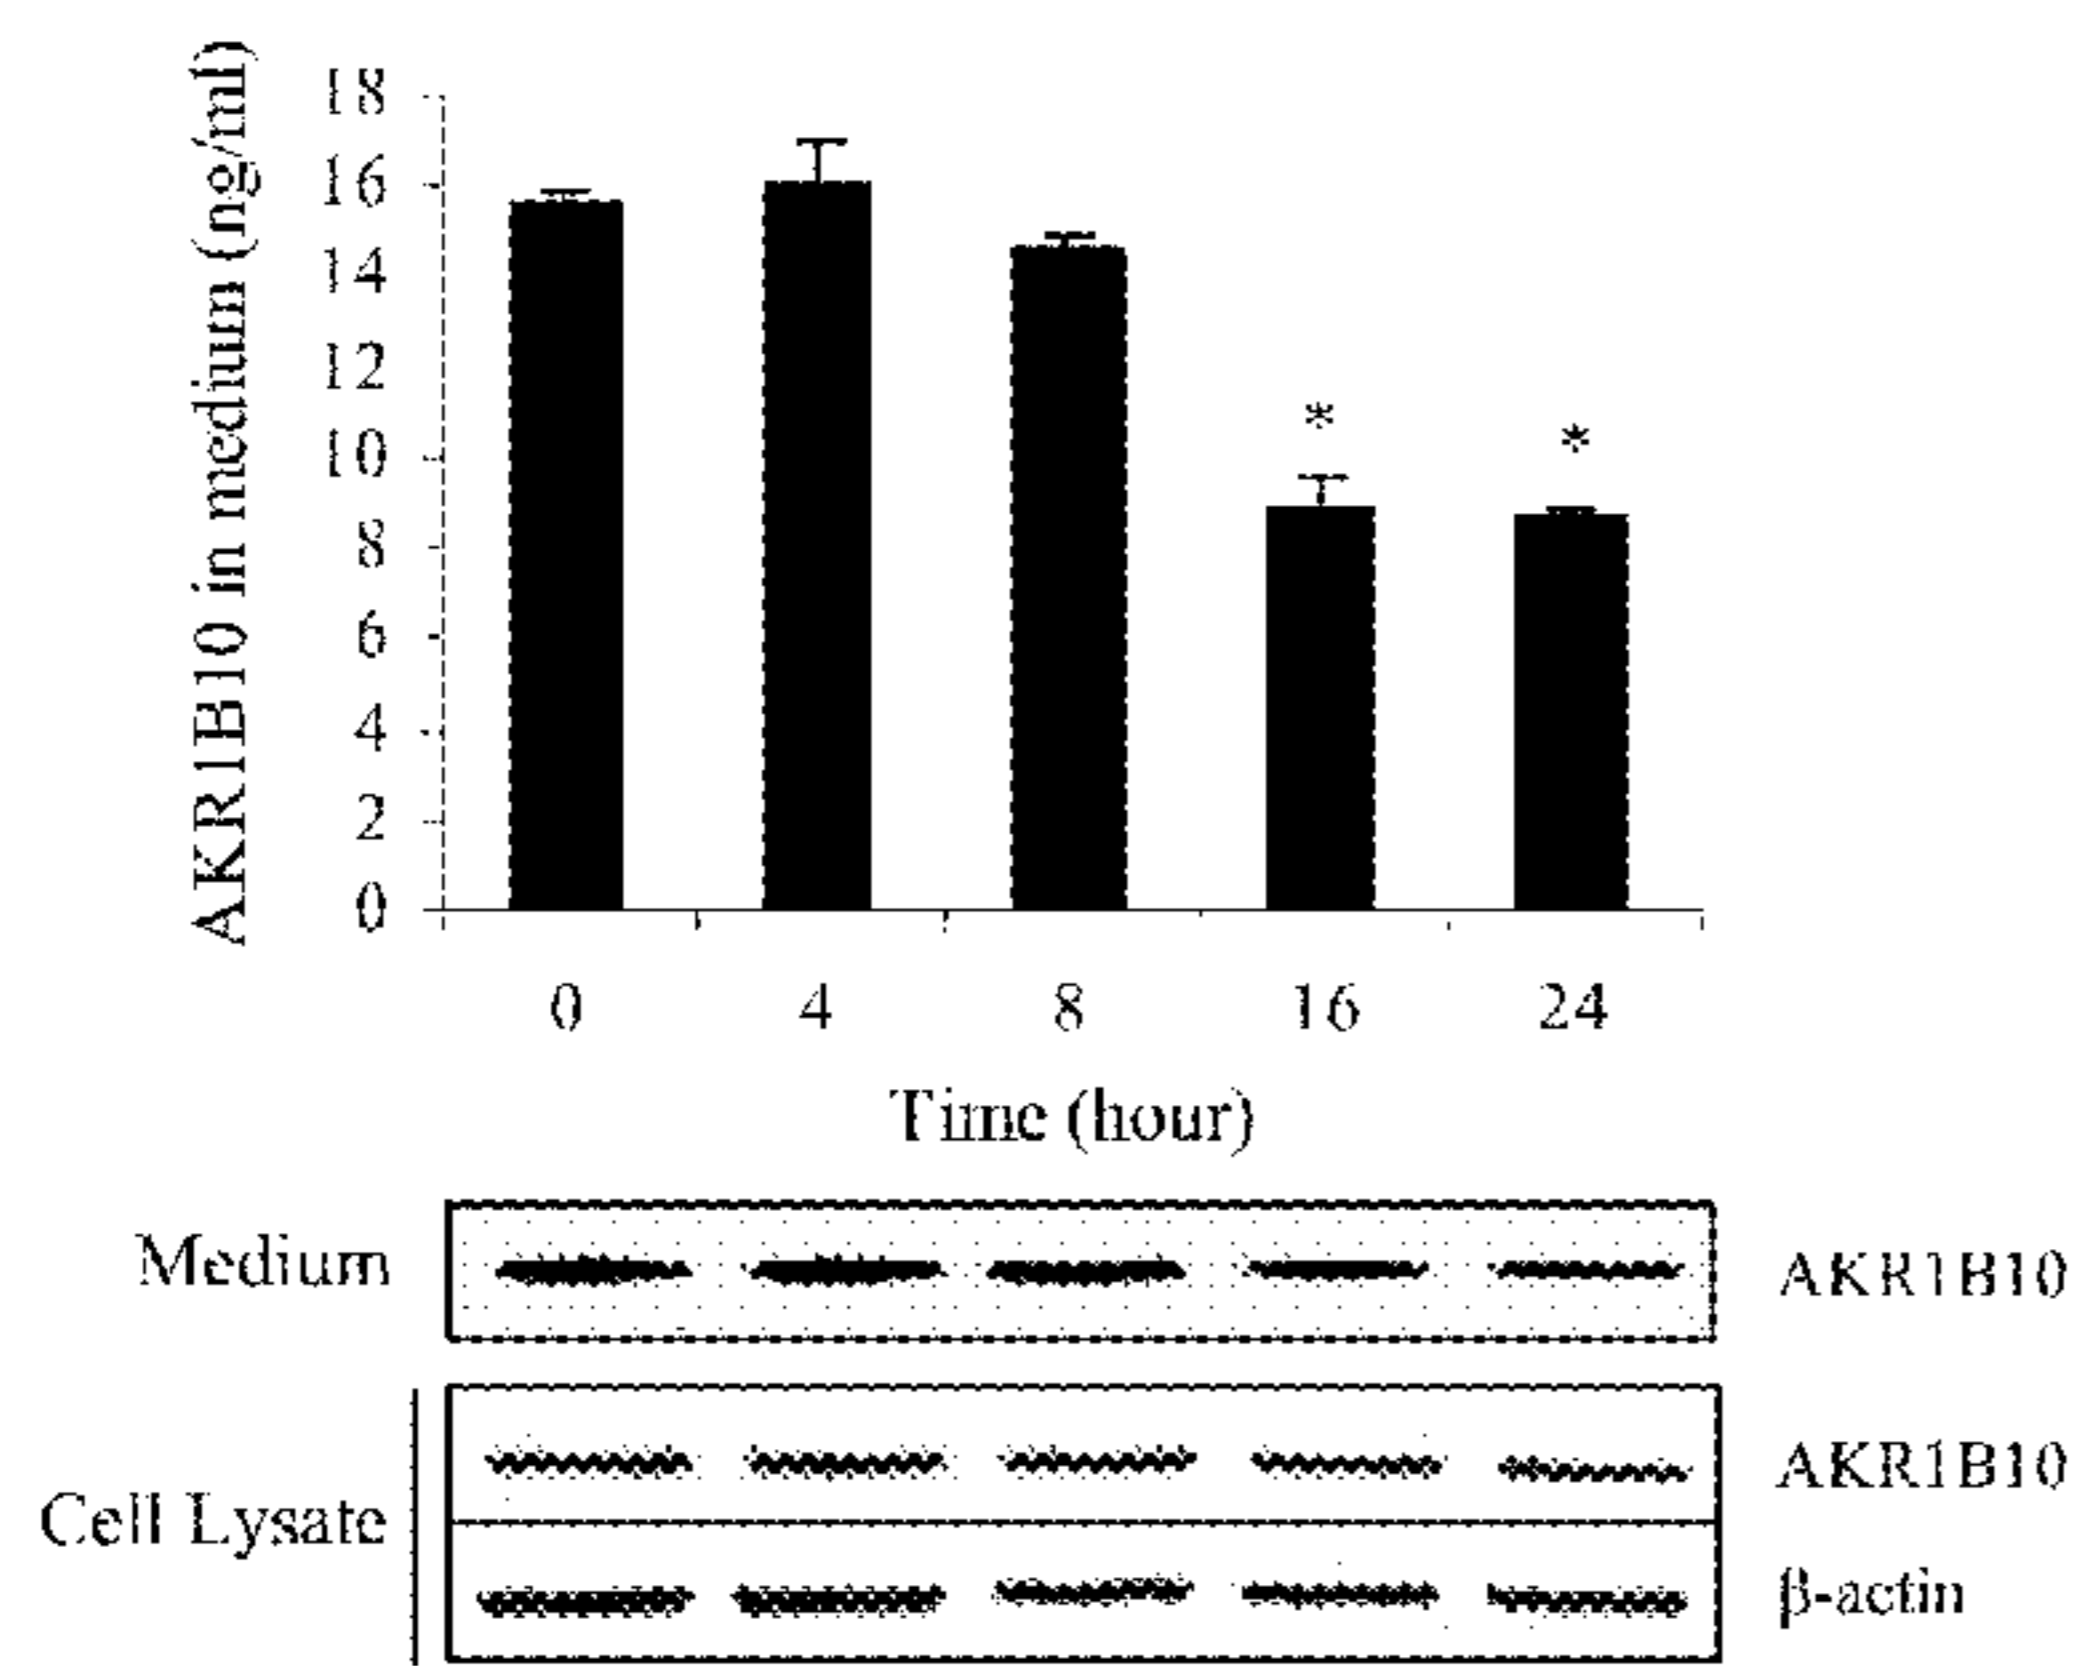 AKR1B10 in medium (ng/ml)
18
16
14
12
10
8
6
4
2
0
*
*
0 4 8 16 24
Time (hour)
Medium AKR1B10
AKR1B10
Cell Lysate
β-actin